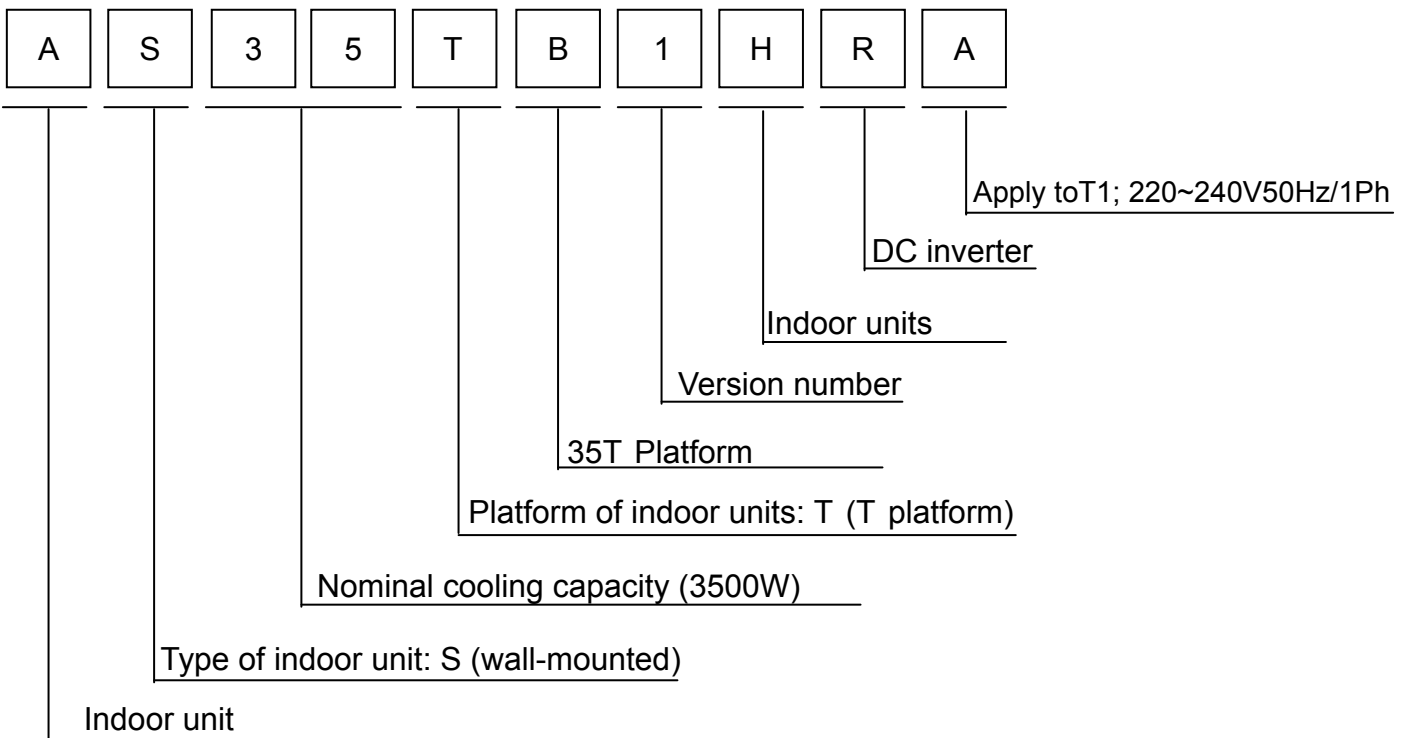 A S 3 5 T B 1 H R A
Apply toT1; 220~240V50Hz/1Ph
DC inverter
Indoor units
Version number
35T Platform
Platform of indoor units: T (T platform)
Nominal cooling capacity (3500W)
Type of indoor unit: S (wall-mounted)
Indoor unit